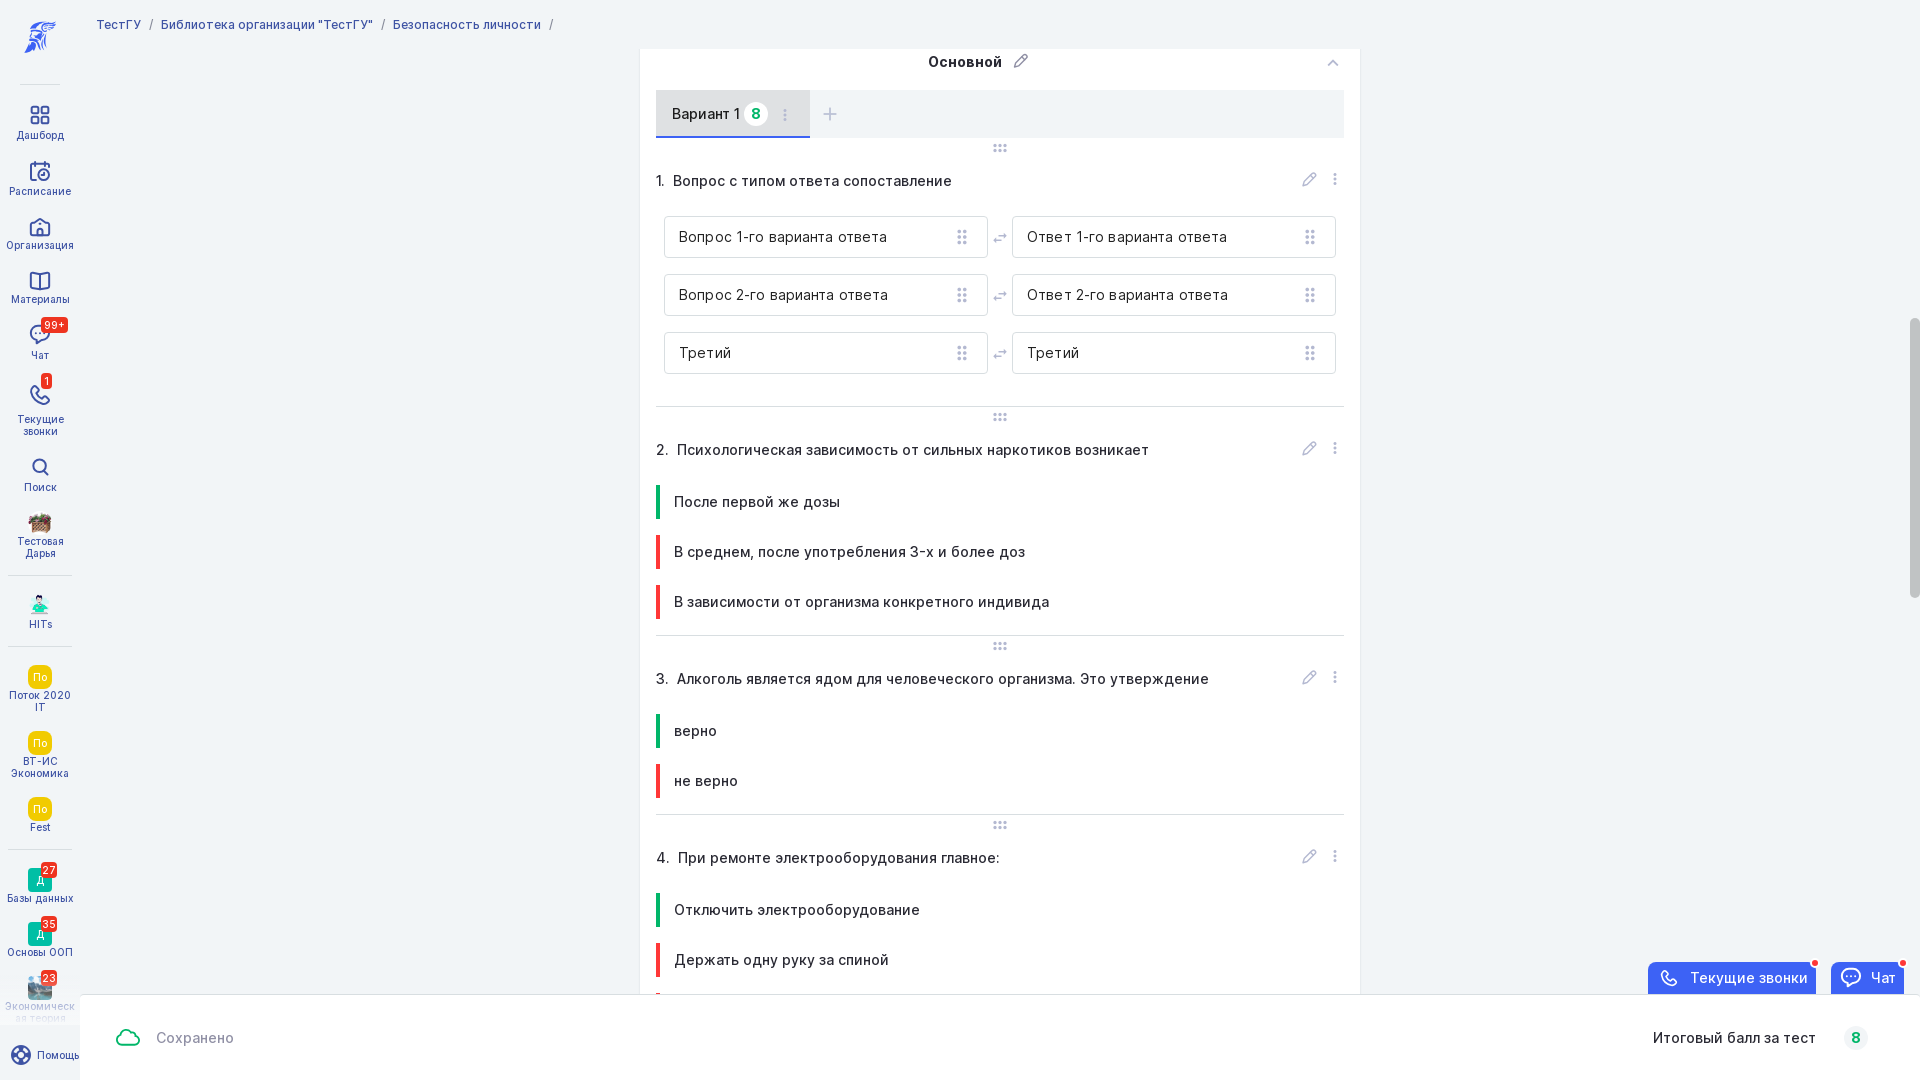 ТестГУ / Библиотека организации "ТестГУ" / Безопасность личности /
Дашборд
Расписание
Организация
Материалы
99+
Чат
1
Текущие
звонки
Поиск
Тестовая
Дарья
HITs
По
Поток 2020
IT
По
ВТ-ИС
Экономика
По
Fest
27
Д
Базы данных
35
Д
Основы ООП
23
Экономическ
ая теория
Помощь
Основной
Вариант 1 8
1. Вопрос с типом ответа сопоставление
Вопрос 1-го варианта ответа
Ответ 1-го варианта ответа
Вопрос 2-го варианта ответа
Ответ 2-го варианта ответа
Третий
Третий
2. Психологическая зависимость от сильных наркотиков возникает
После первой же дозы
В среднем, после употребления 3-х и более доз
В зависимости от организма конкретного индивида
3. Алкоголь является ядом для человеческого организма. Это утверждение
верно
не верно
4. При ремонте электрооборудования главное:
Отключить электрооборудование
Держать одну руку за спиной
Текущие звонки
Чат
Сохранено
Итоговый балл за тест 8